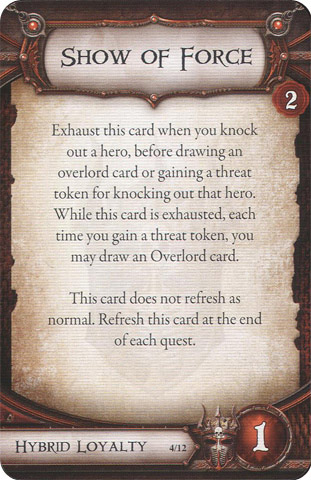 Show of Force
2
Exhaust this card when you knock
out a hero, before drawing an
overlord card or gaining a threat
token for knocking out that hero.
While this card is exhausted, each
time you gain a threat token, you
may draw an Overlord card.
This card does not refresh as
normal. Refresh this card at the end
of each quest.
Hybrid Loyalty 4/12
1